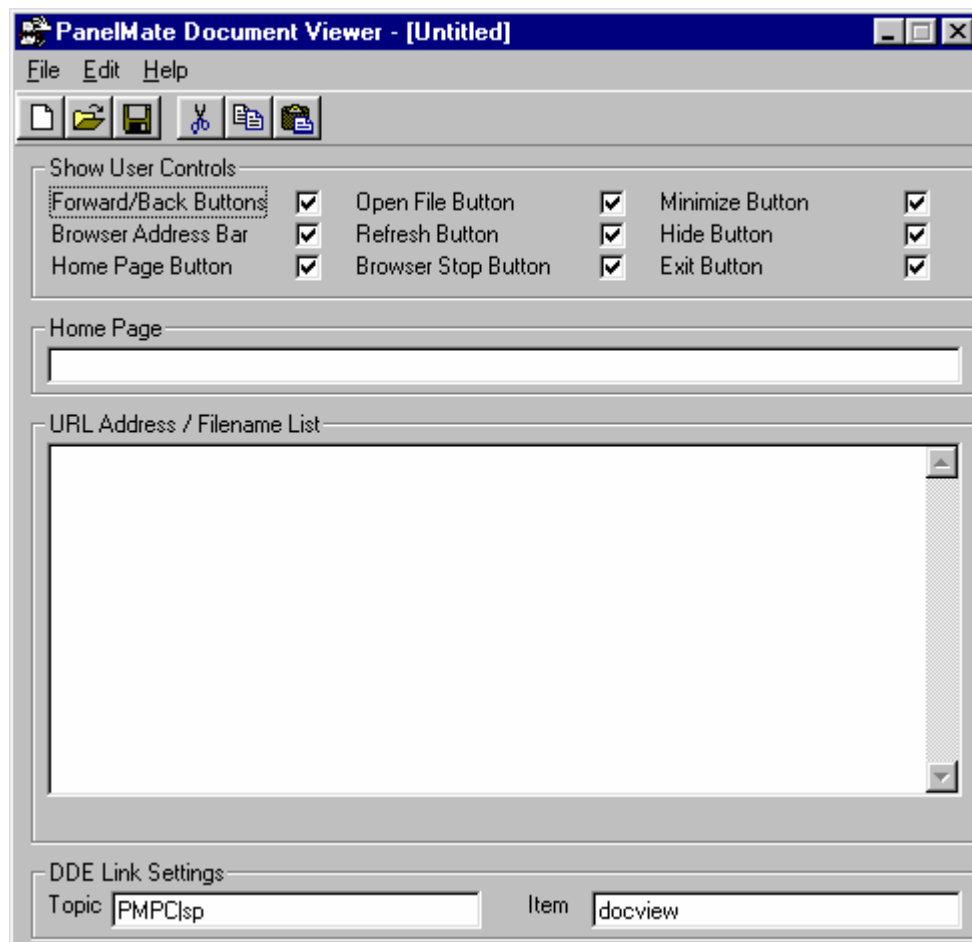 PanelMate Document Viewer - [Untitled]
File Edit Help
Show User Controls
Forward/Back Buttons Open File Button Minimize Button
Browser Address Bar Refresh Button Hide Button
Home Page Button Browser Stop Button Exit Button
Home Page
URL Address / Filename List
DDE Link Settings
Topic PMPC|sp Item docview